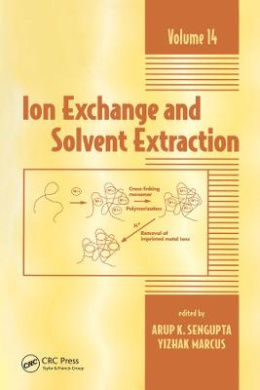 Volume 14
Ion Exchange and
Solvent Extraction
Cross-linking
monomer
Polymerization
H⁺
Removal of
imprinted metal ions
edited by
ARUP K. SENGUPTA
YIZHAK MARCUS
CRC Press
Taylor & Francis Group